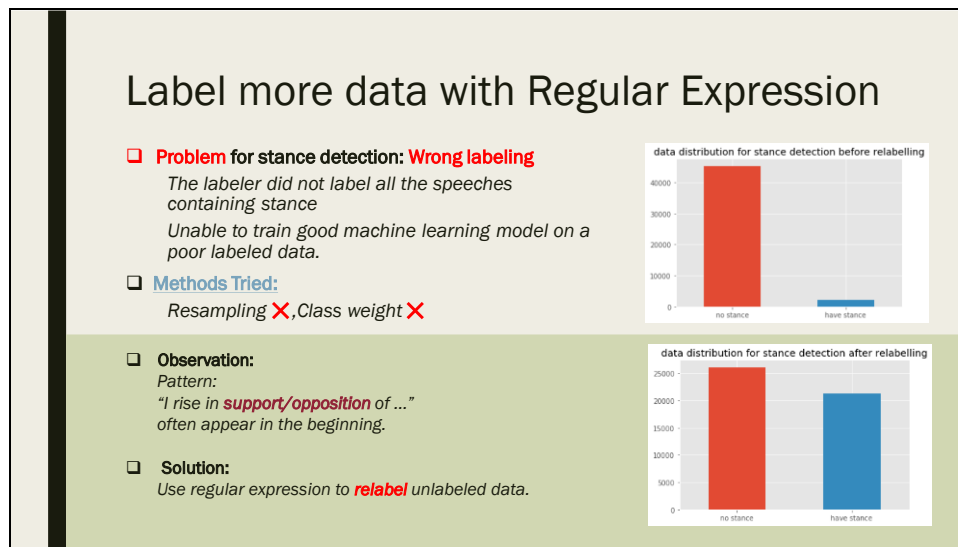 Label more data with Regular Expression
Problem for stance detection: Wrong labeling
The labeler did not label all the speeches
containing stance
Unable to train good machine learning model on a
poor labeled data.
Methods Tried:
Resampling ❌,Class weight ❌
Observation:
Pattern:
“I rise in support/opposition of ...”
often appear in the beginning.
Solution:
Use regular expression to relabel unlabeled data.
data distribution for stance detection before relabelling
40000
30000
20000
10000
0
no stance have stance
data distribution for stance detection after relabelling
25000
20000
15000
10000
5000
0
no stance have stance